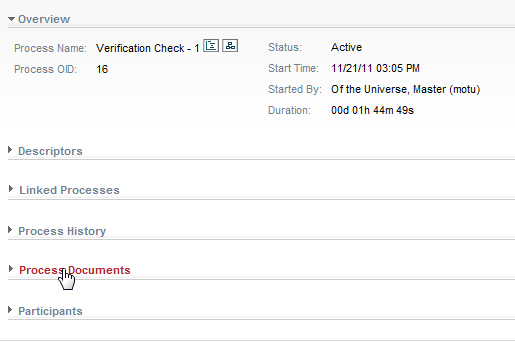 Overview
Process Name: Verification Check - 1
Process OID: 16
Status: Active
Start Time: 11/21/11 03:05 PM
Started By: Of the Universe, Master (motu)
Duration: 00d 01h 44m 49s
Descriptors
Linked Processes
Process History
Process Documents
Participants